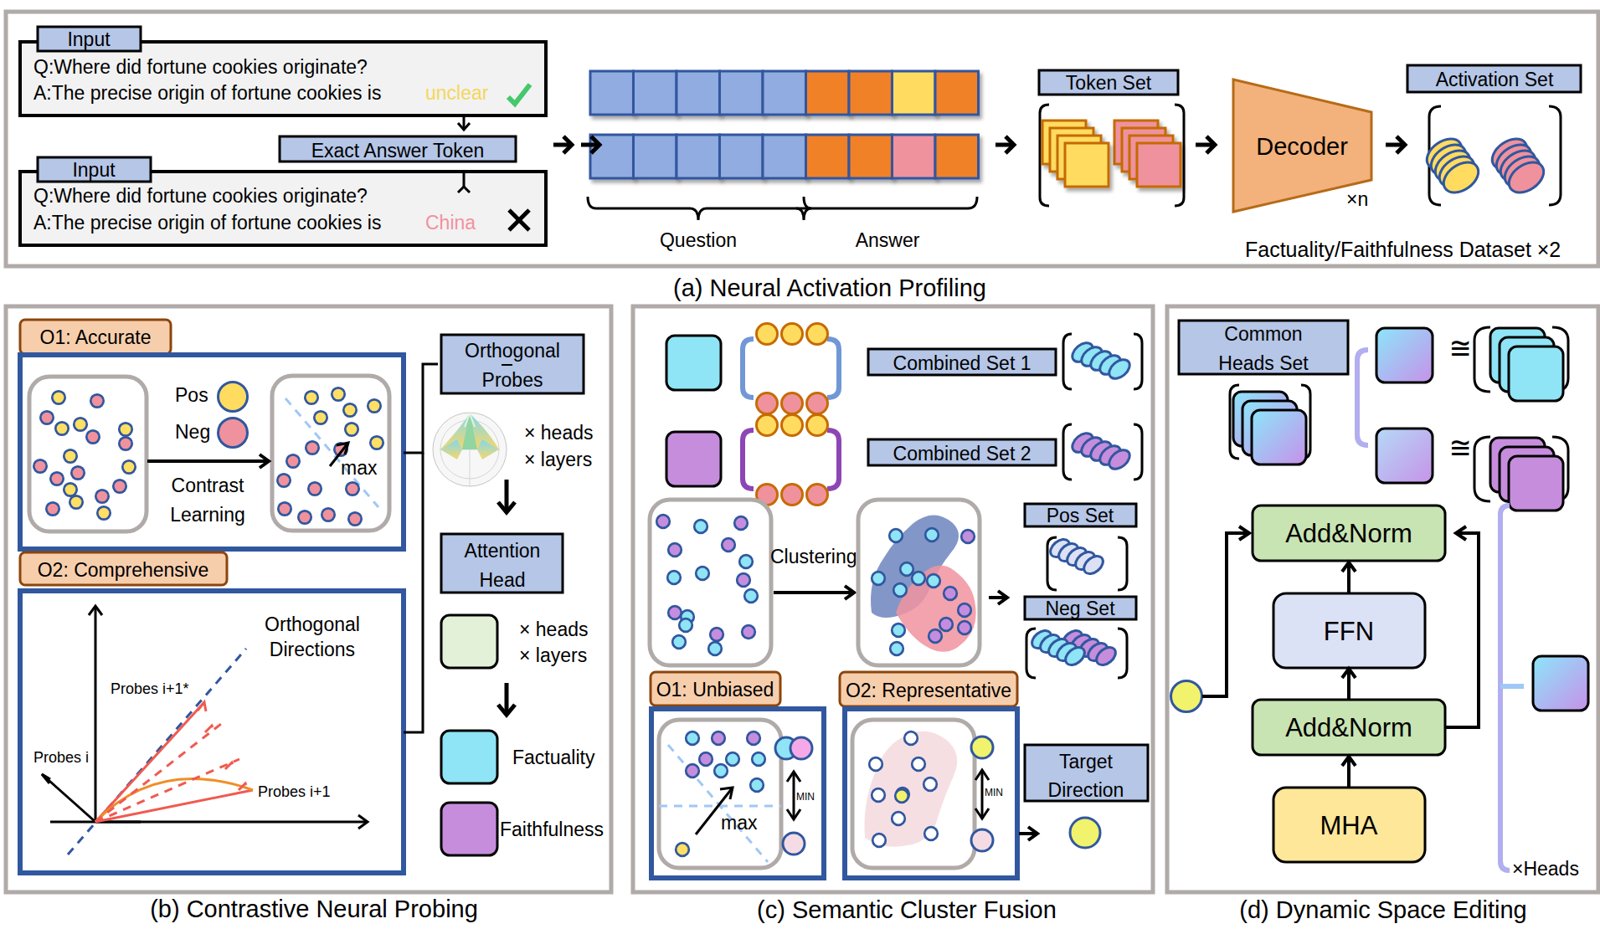 Input
Q:Where did fortune cookies originate?
A:The precise origin of fortune cookies is unclear
Exact Answer Token
Input
Q:Where did fortune cookies originate?
A:The precise origin of fortune cookies is China
Question
Answer
Token Set
Decoder
×n
Activation Set
Factuality/Faithfulness Dataset ×2
(a) Neural Activation Profiling
O1: Accurate
Pos
Neg
Contrast
Learning
max
O2: Comprehensive
Orthogonal
Directions
Probes i+1*
Probes i
Probes i+1
Orthogonal
Probes
× heads
× layers
Attention
Head
× heads
× layers
Factuality
Faithfulness
(b) Contrastive Neural Probing
Combined Set 1
Combined Set 2
Clustering
Pos Set
Neg Set
O1: Unbiased
max
MIN
O2: Representative
MIN
Target
Direction
(c) Semantic Cluster Fusion
Common
Heads Set
≅
≅
Add&Norm
FFN
Add&Norm
MHA
×Heads
(d) Dynamic Space Editing